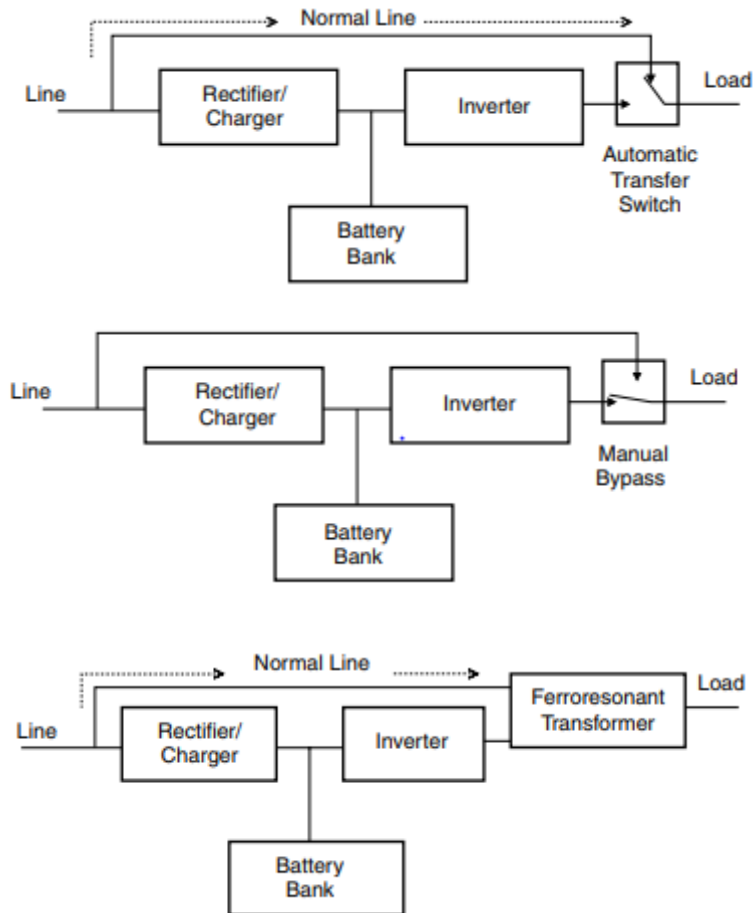 Normal Line
Line
Rectifier/
Charger
Inverter
Load
Automatic
Transfer
Switch
Battery
Bank
Line
Rectifier/
Charger
Inverter
Load
Manual
Bypass
Battery
Bank
Normal Line
Line
Rectifier/
Charger
Inverter
Ferroresonant
Transformer
Load
Battery
Bank